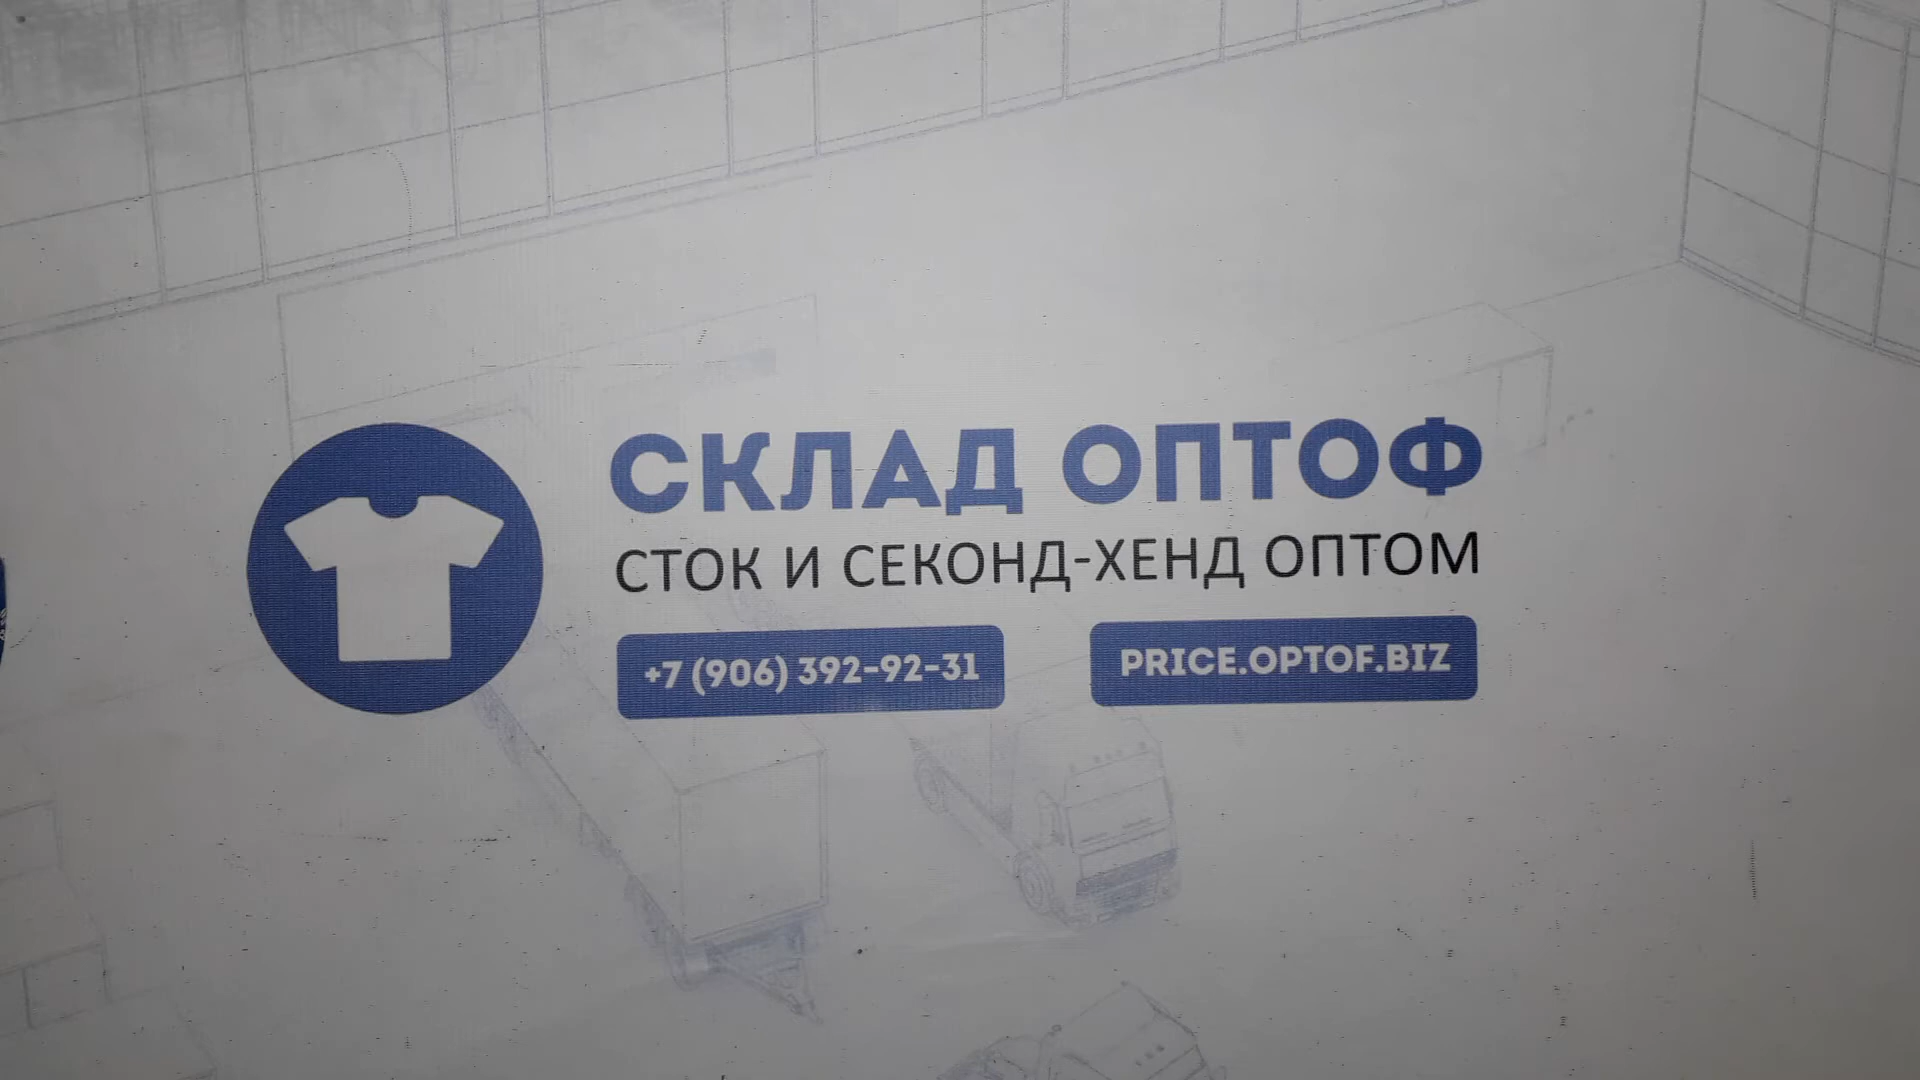 СКЛАД ОПТОФ
СТОК И СЕКОНД-ХЕНД ОПТОМ
+7 (906) 392-92-31
PRICE.OPTOF.BIZ